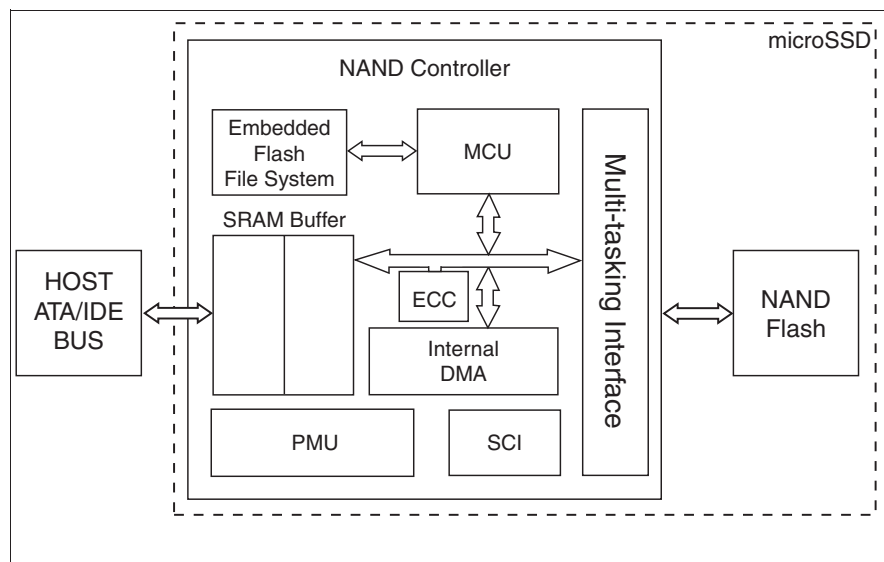 microSSD
NAND Controller
Embedded
Flash
File System
MCU
SRAM Buffer
Multi-tasking Interface
HOST
ATA/IDE
BUS
ECC
NAND
Flash
Internal
DMA
PMU
SCI